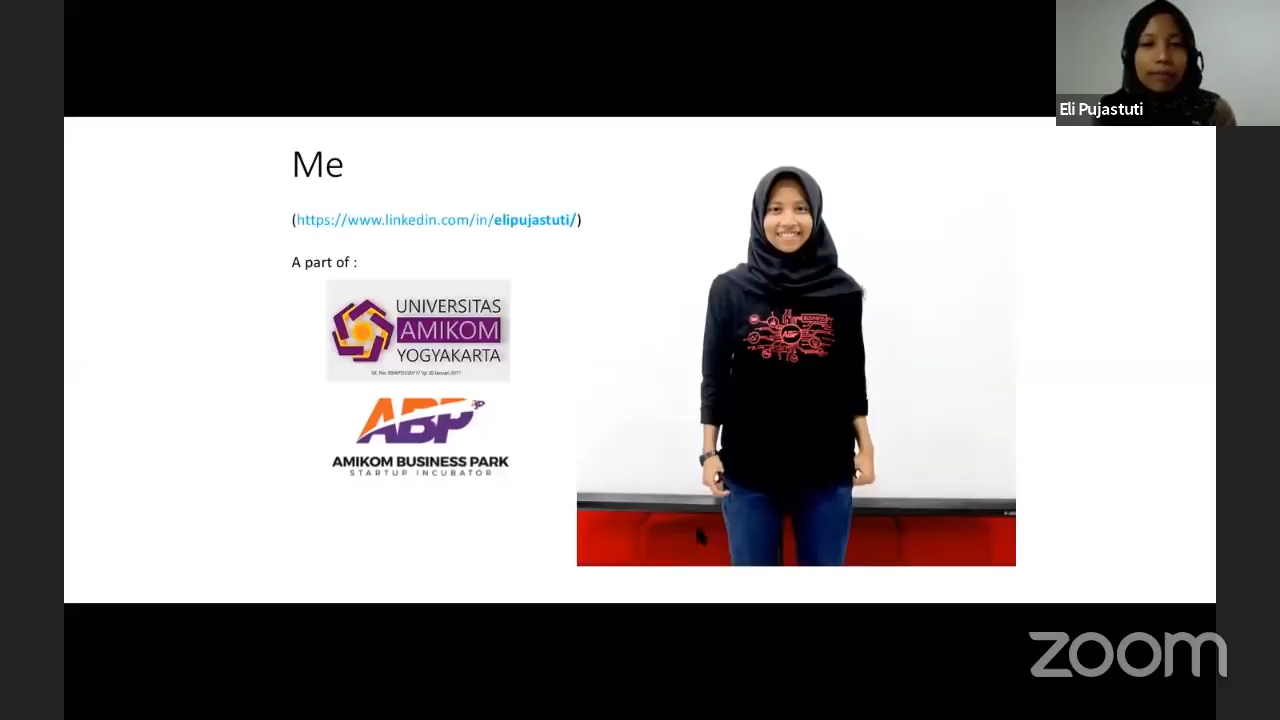 Eli Pujastuti
Me
(https://www.linkedin.com/in/elipujastuti/)
A part of :
UNIVERSITAS
AMIKOM
YOGYAKARTA
ABP
AMIKOM BUSINESS PARK
STARTUP INCUBATOR
ABP
zoom